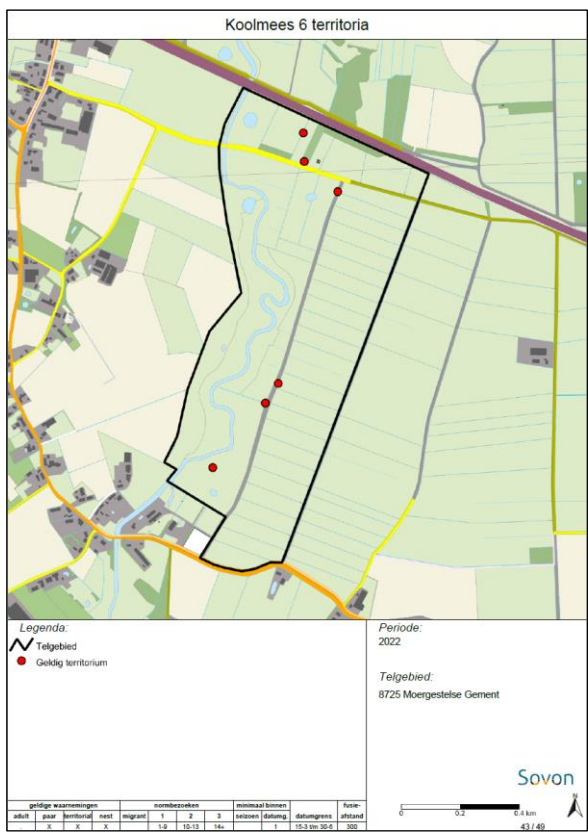 Koolmees 6 territoria
Legenda:
Telgebied
Geldig territorium
Periode:
2022
Telgebied:
8725 Moergestelse Gement
Sovon
0 0.2 0.4 km
N
43 / 49
geldige waarnemingen normbezoeken minimaal binnen fusie-
adult paar territorial nest migrant 1 2 3 seizoen datumg. datumgrens afstand
. X X X 1-9 10-13 14+ 1 15-3 t/m 30-6 300